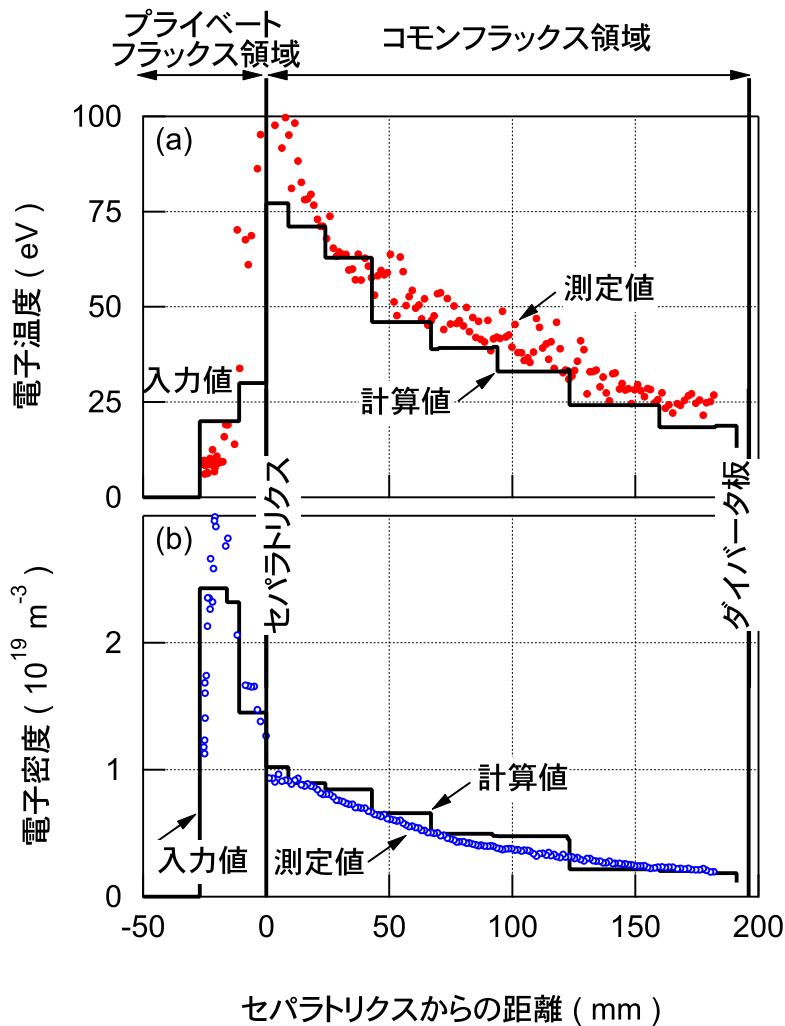 プライベート
フラックス領域
コモンフラックス領域
(a)
100
75
50
25
0
電子温度 ( eV )
入力値
測定値
計算値
セパラトリクス
ダイバータ板
(b)
2
1
0
電子密度 ( 10¹⁹ m⁻³ )
入力値
測定値
計算値
-50
0
50
100
150
200
セパラトリクスからの距離 ( mm )